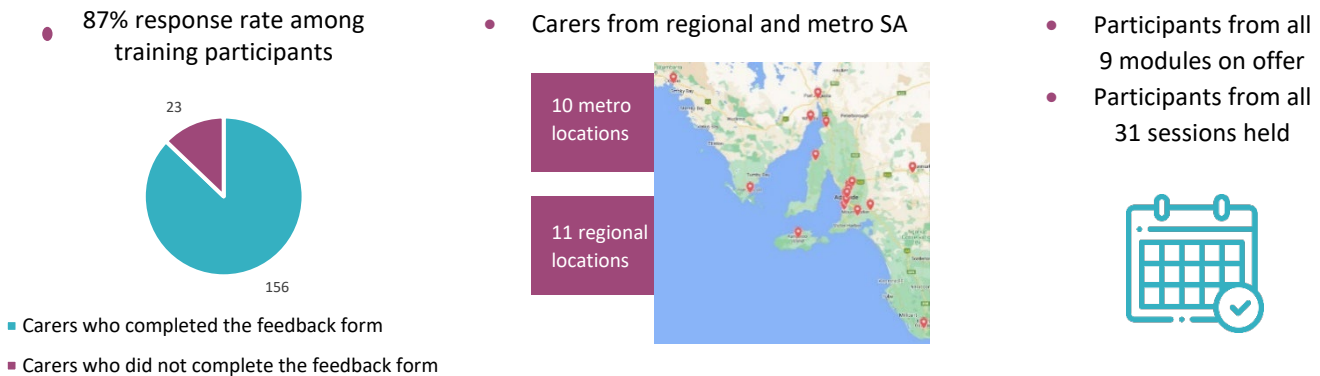 87% response rate among
training participants
23
156
Carers who completed the feedback form
Carers who did not complete the feedback form
Carers from regional and metro SA
10 metro
locations
11 regional
locations
Participants from all
9 modules on offer
Participants from all
31 sessions held